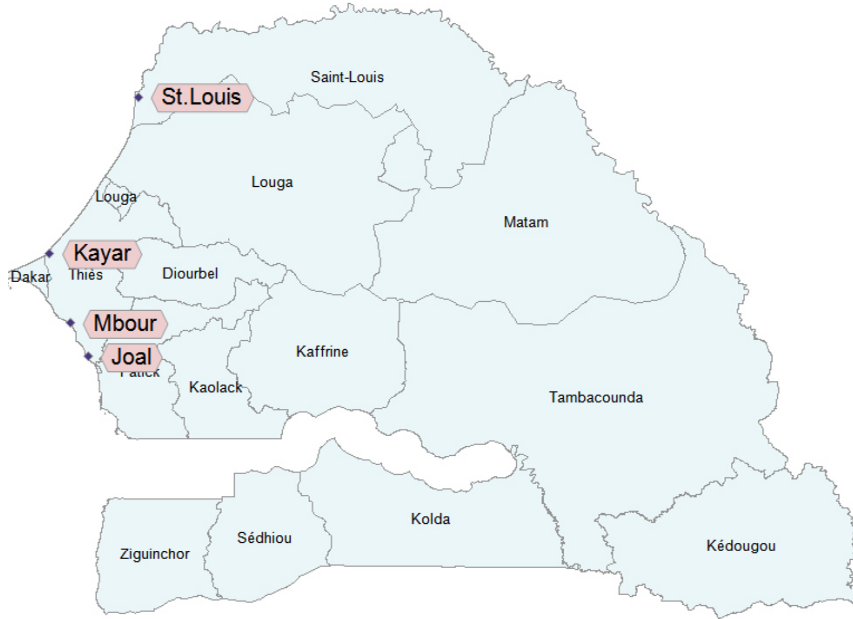 Saint-Louis
St.Louis
Louga
Louga
Matam
Kayar
Dakar
Thiès
Diourbel
Mbour
Joal
Fatick
Kaffrine
Kaolack
Tambacounda
Kolda
Sédhiou
Ziguinchor
Kédougou